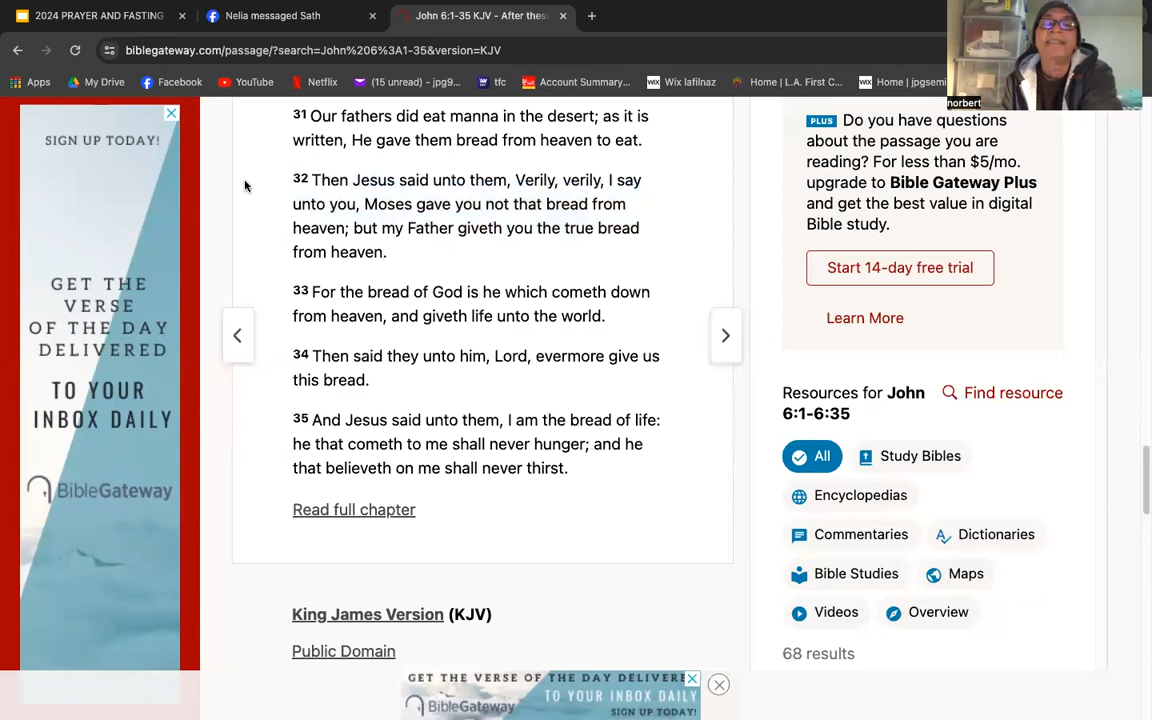 2024 PRAYER AND FASTING
Nelia messaged Sath
John 6:1-35 KJV - After these
biblegateway.com/passage/?search=John%206%3A1-35&version=KJV
Apps
My Drive
Facebook
YouTube
Netflix
(15 unread) - jpg9...
tfc
Account Summary...
Wix lafilnaz
Home | L.A. First C...
Home | jpgsemi
norbert
SIGN UP TODAY!
GET THE
VERSE
OF THE DAY
DELIVERED
TO YOUR
INBOX DAILY
BibleGateway
31 Our fathers did eat manna in the desert; as it is
written, He gave them bread from heaven to eat.
32 Then Jesus said unto them, Verily, verily, I say
unto you, Moses gave you not that bread from
heaven; but my Father giveth you the true bread
from heaven.
33 For the bread of God is he which cometh down
from heaven, and giveth life unto the world.
34 Then said they unto him, Lord, evermore give us
this bread.
35 And Jesus said unto them, I am the bread of life:
he that cometh to me shall never hunger; and he
that believeth on me shall never thirst.
Read full chapter
King James Version (KJV)
Public Domain
PLUS Do you have questions
about the passage you are
reading? For less than $5/mo.
upgrade to Bible Gateway Plus
and get the best value in digital
Bible study.
Start 14-day free trial
Learn More
Resources for John
6:1-6:35
Find resource
All
Study Bibles
Encyclopedias
Commentaries
Dictionaries
Bible Studies
Maps
Videos
Overview
68 results
GET THE VERSE OF THE DAY DELIVERE
TO YOUR INBOX DAILY
BibleGateway
SIGN UP TODAY!